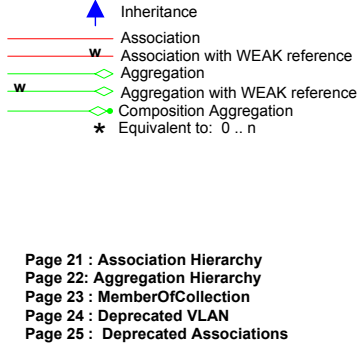 Inheritance
Association
w Association with WEAK reference
Aggregation
w Aggregation with WEAK reference
Composition Aggregation
* Equivalent to: 0 .. n
Page 21 : Association Hierarchy
Page 22: Aggregation Hierarchy
Page 23 : MemberOfCollection
Page 24 : Deprecated VLAN
Page 25 : Deprecated Associations